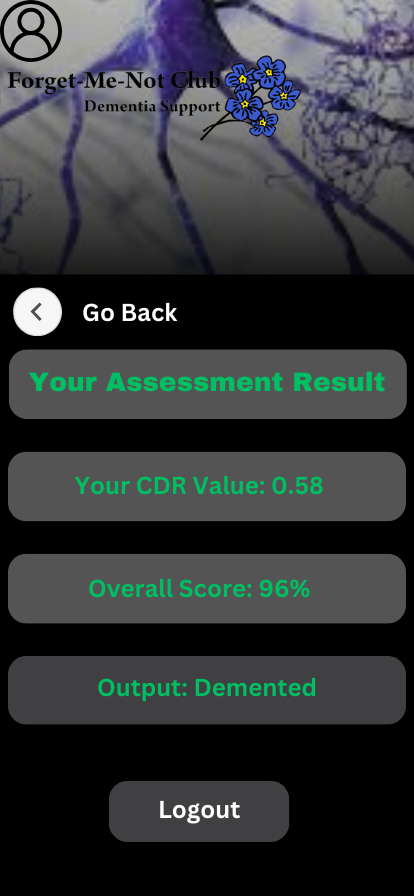 Forget-Me-Not Club
Dementia Support
Go Back
Your Assessment Result
Your CDR Value: 0.58
Overall Score: 96%
Output: Demented
Logout